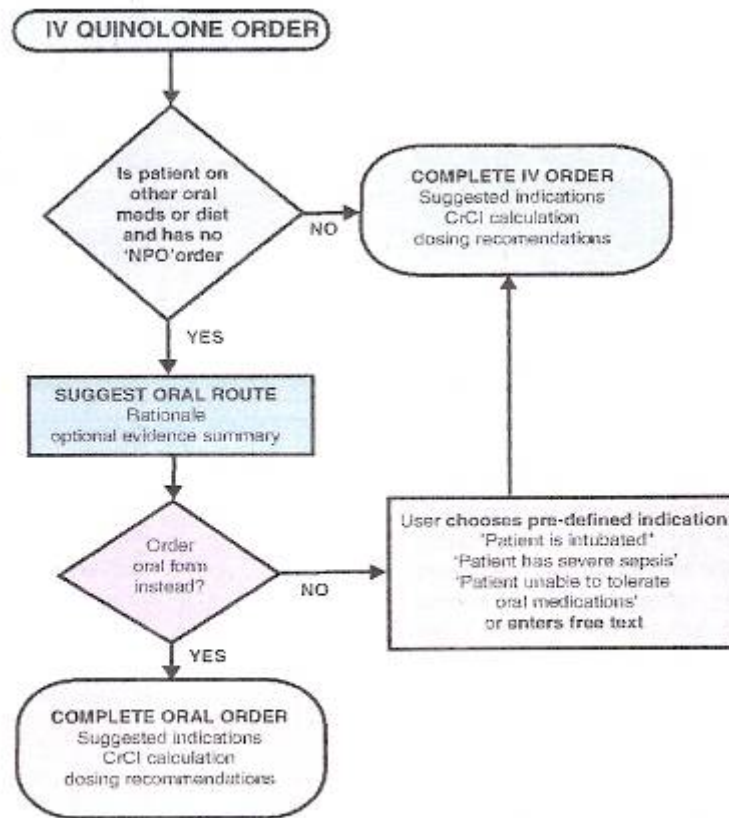 IV QUINOLONE ORDER
Is patient on
other oral
meds or diet
and has no
'NPO' order
NO
COMPLETE IV ORDER
Suggested indications
CrCl calculation
dosing recomendations
YES
SUGGEST ORAL ROUTE
Rationale
optional evidence summary
Order
oral form
instead?
NO
User chooses pre-defined indication:
'Patient is intubated'
'Patient has severe sepsis'
'Patient unable to tolerate
oral medications'
or enters free text
YES
COMPLETE ORAL ORDER
Suggested indications
CrCl calculation
dosing recommendations